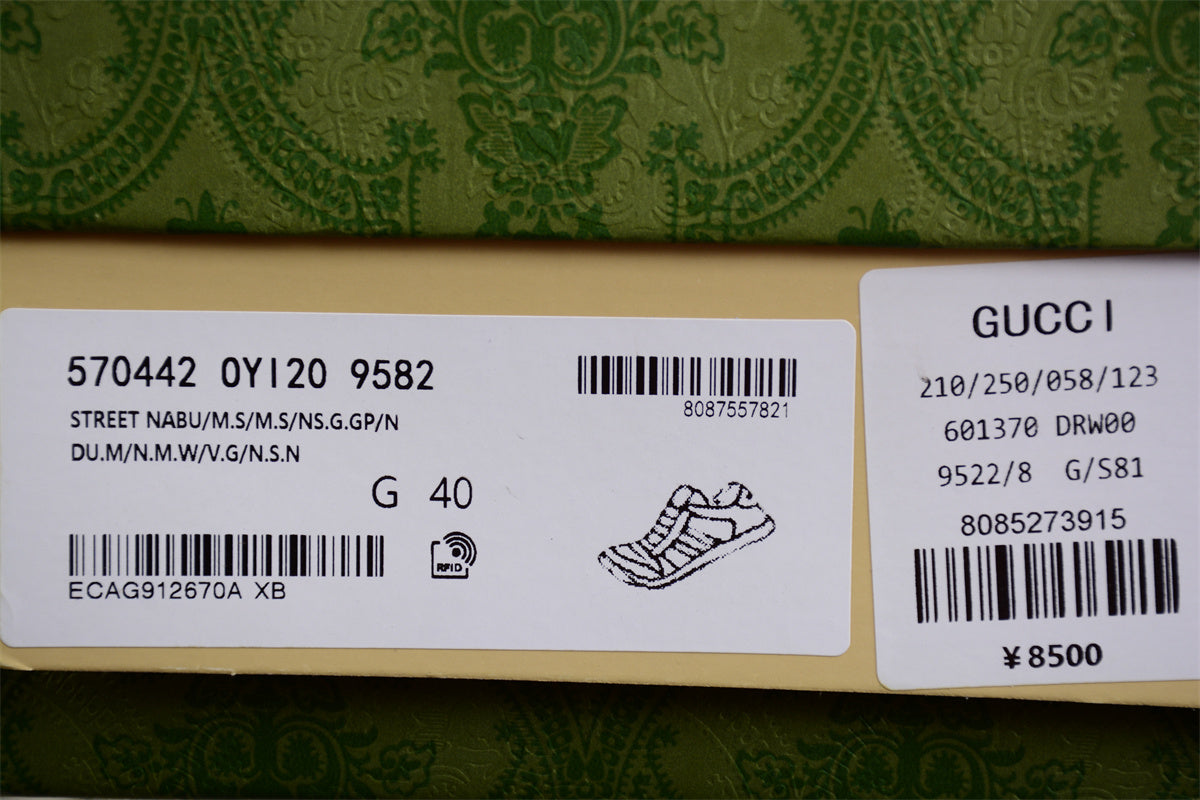 570442 0YI20 9582
8087557821
STREET NABU/M.S/M.S/NS.G.GP/N
DU.M/N.M.W/V.G/N.S.N
G 40
RFID
ECAG912670A XB
GUCCI
210/250/058/123
601370 DRW00
9522/8 G/S81
8085273915
¥8500